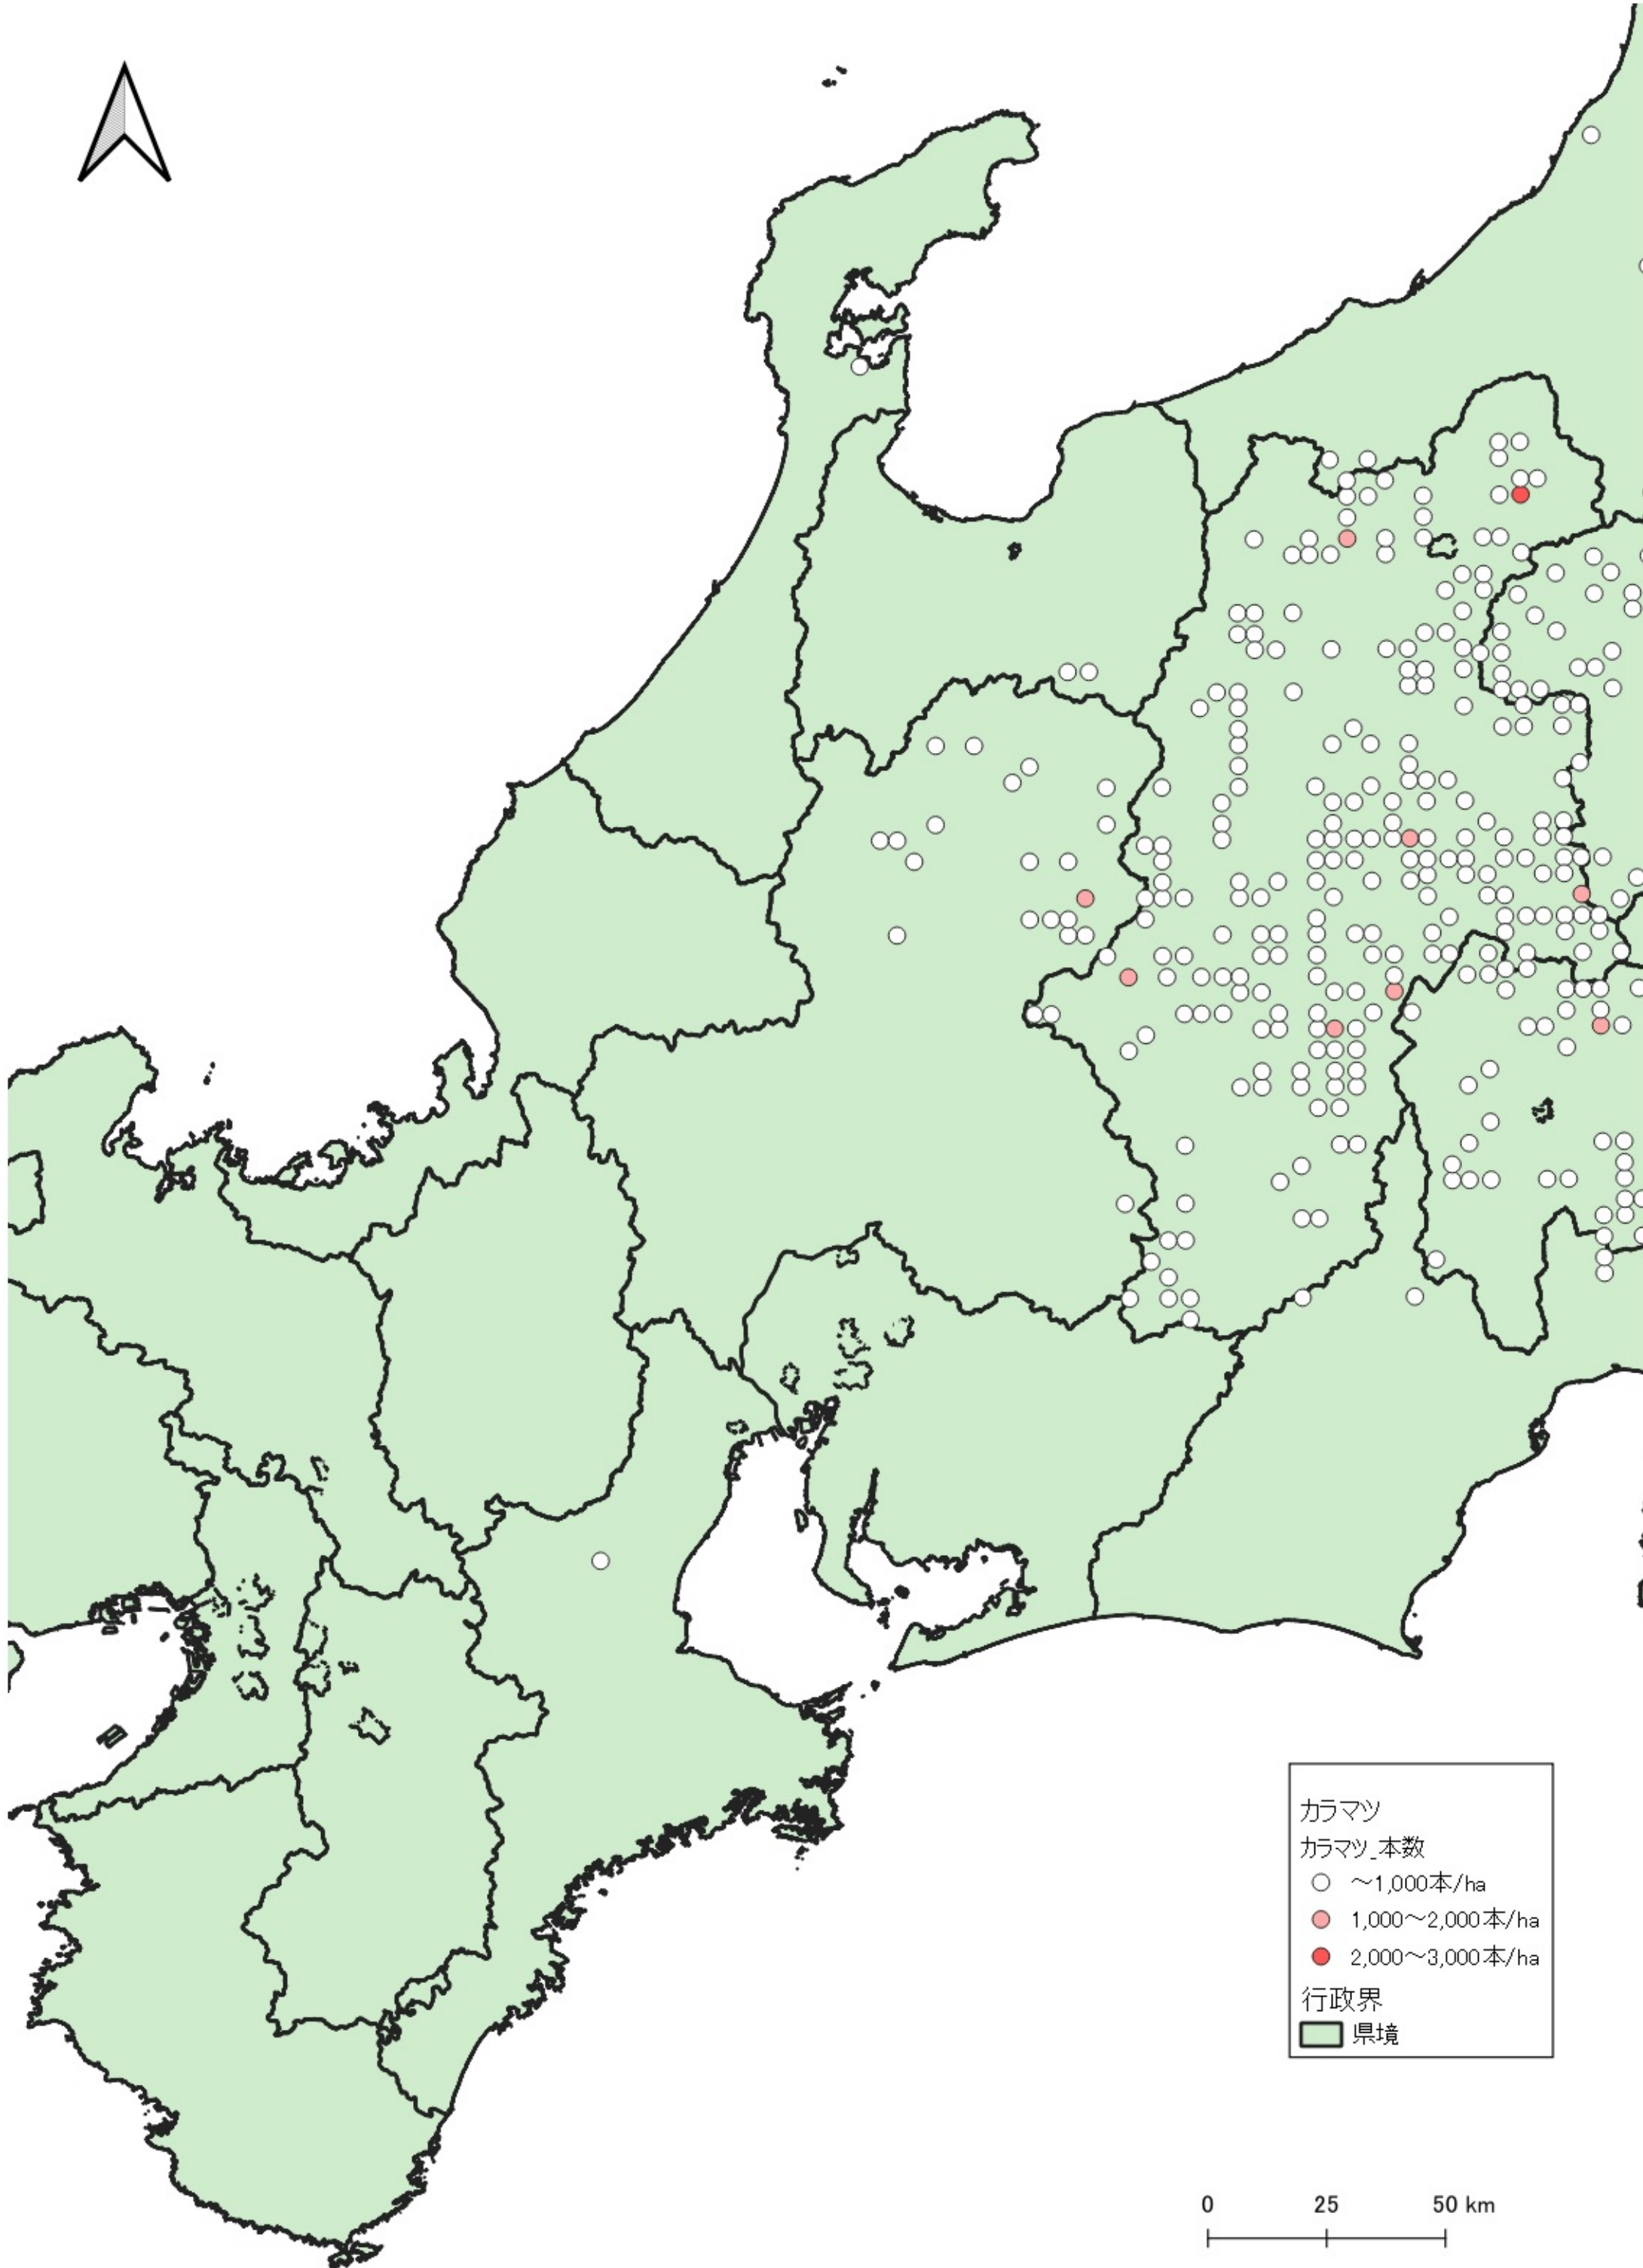 カラマツ
カラマツ_本数
～1,000本/ha
1,000～2,000本/ha
2,000～3,000本/ha
行政界
県境
0 25 50 km